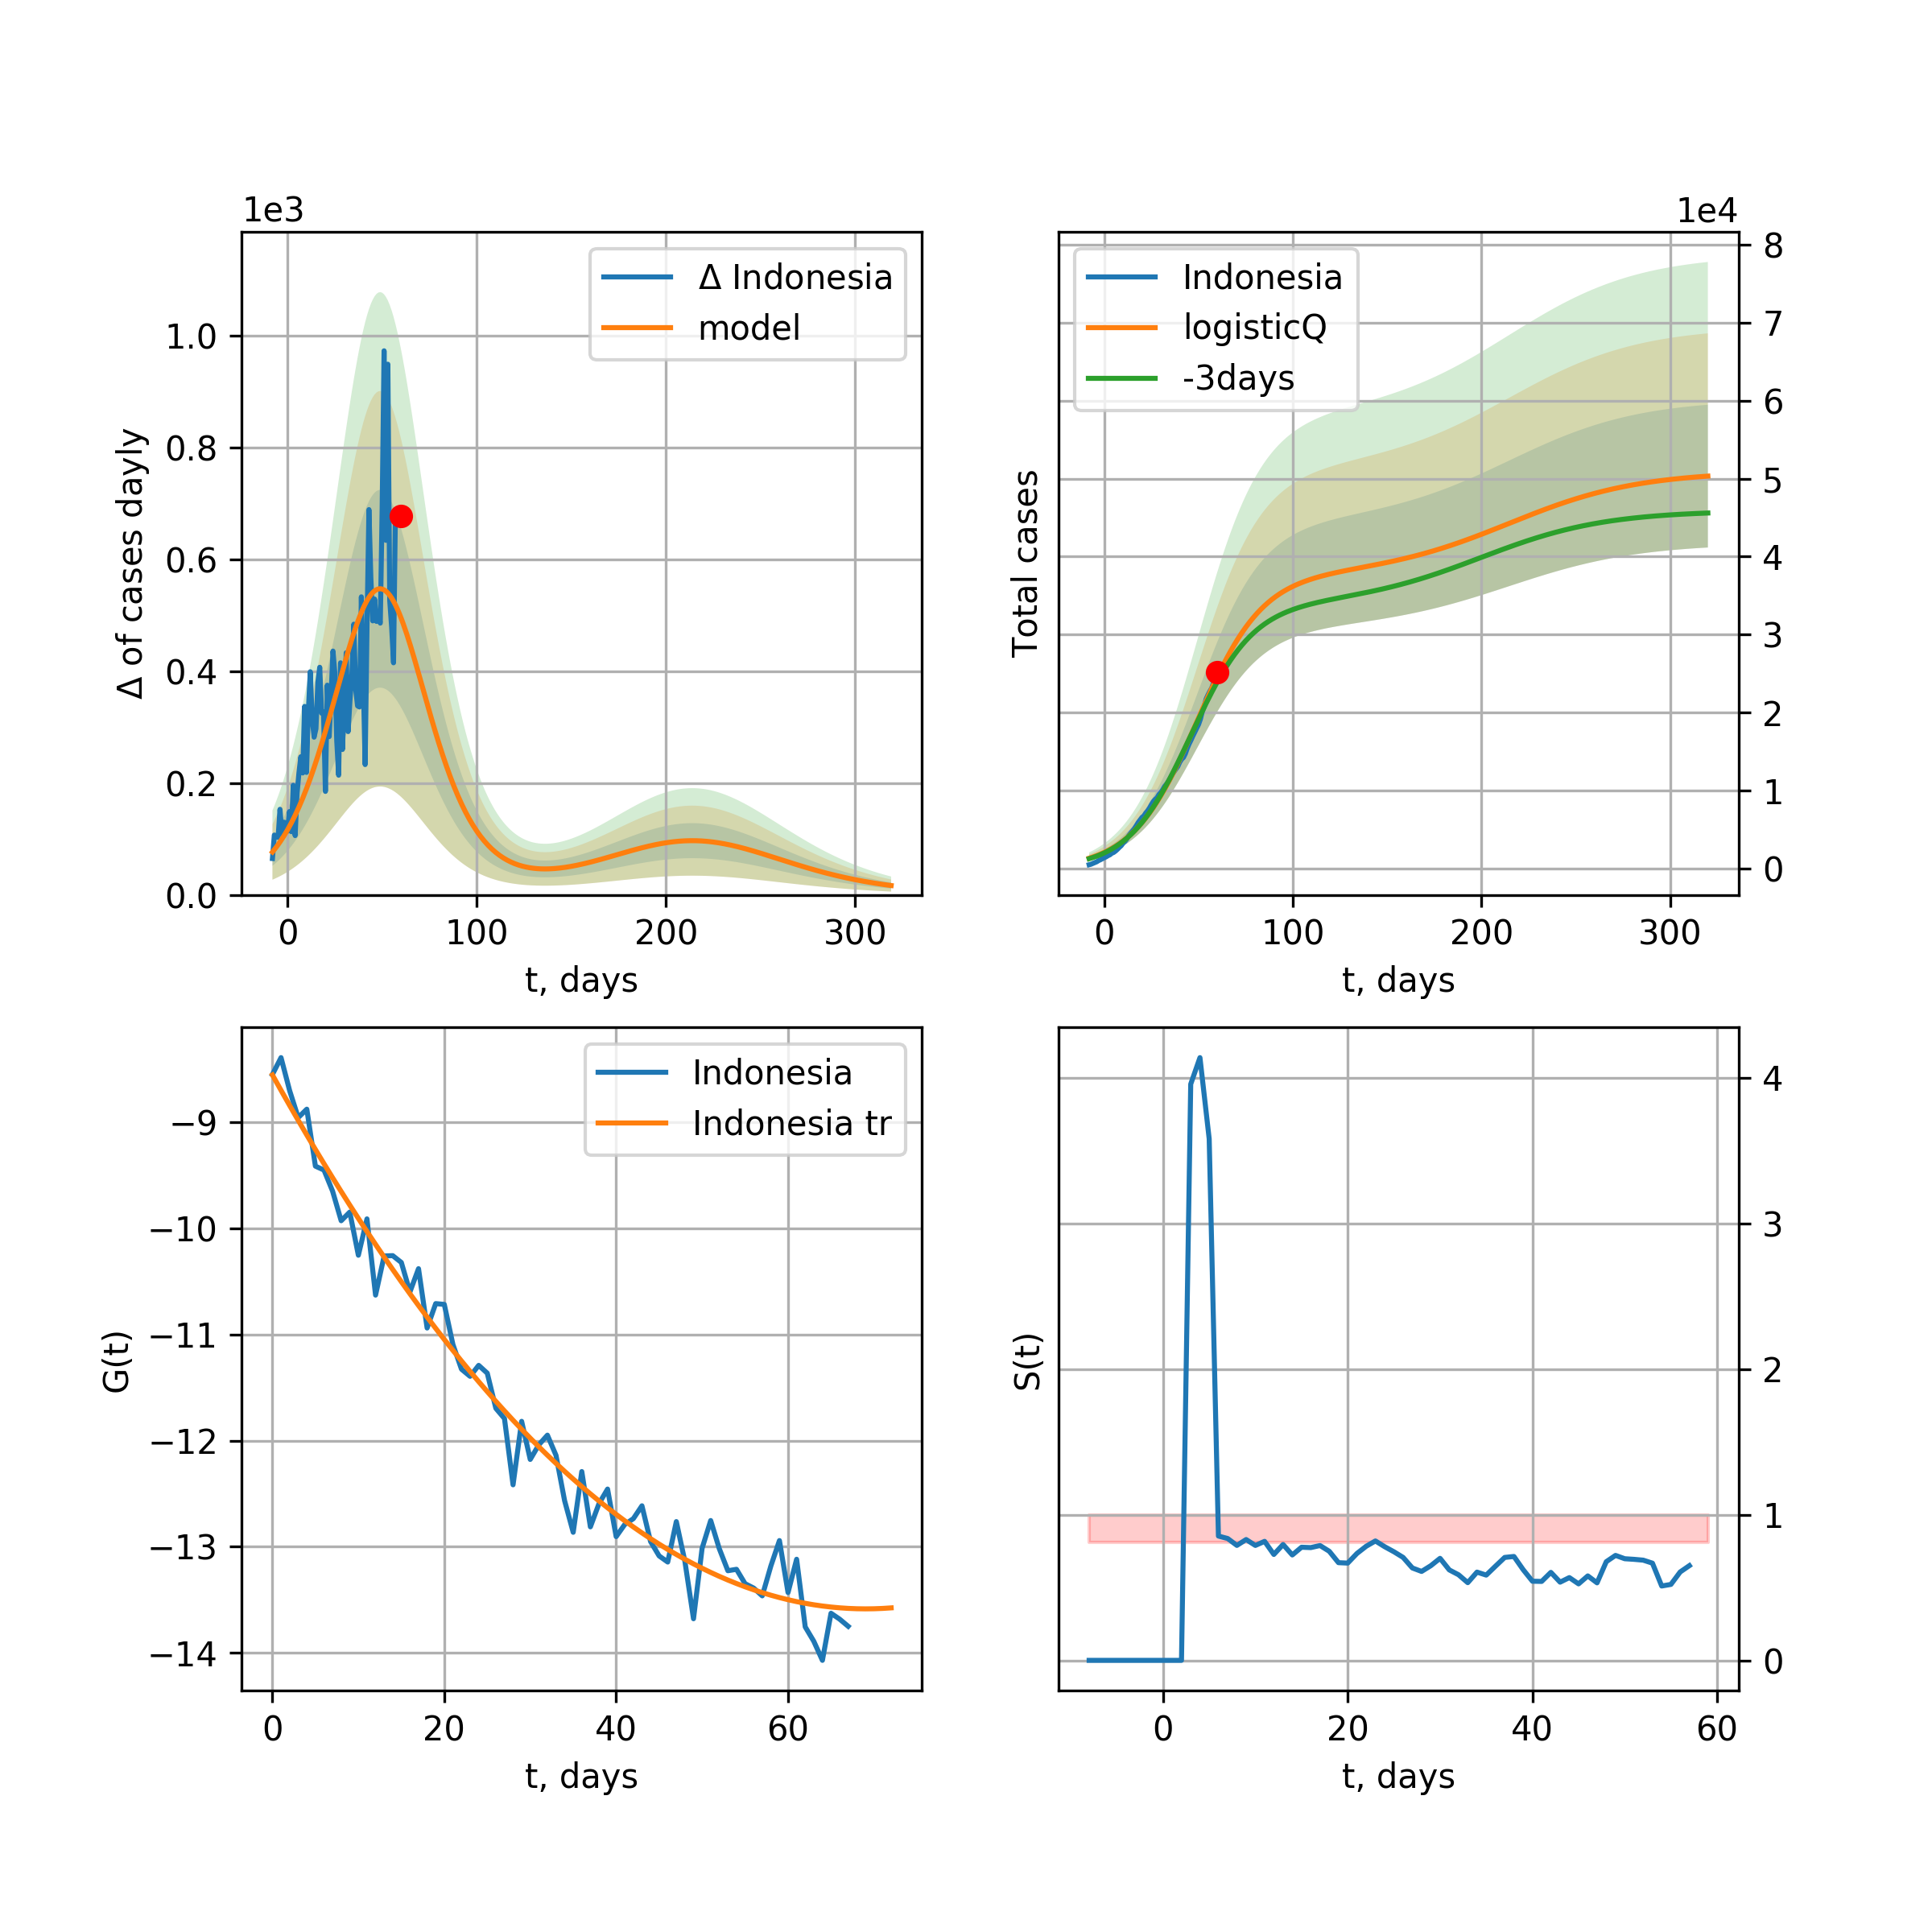 1e3
Δ of cases dayly
1.0
0.8
0.6
0.4
0.2
0.0
0 100 200 300
t, days
Δ Indonesia
model
1e4
Total cases
8
7
6
5
4
3
2
1
0
0 100 200 300
t, days
Indonesia
logisticQ
-3days
G(t)
−9
−10
−11
−12
−13
−14
0 20 40 60
t, days
Indonesia
Indonesia tr
S(t)
4
3
2
1
0
0 20 40 60
t, days